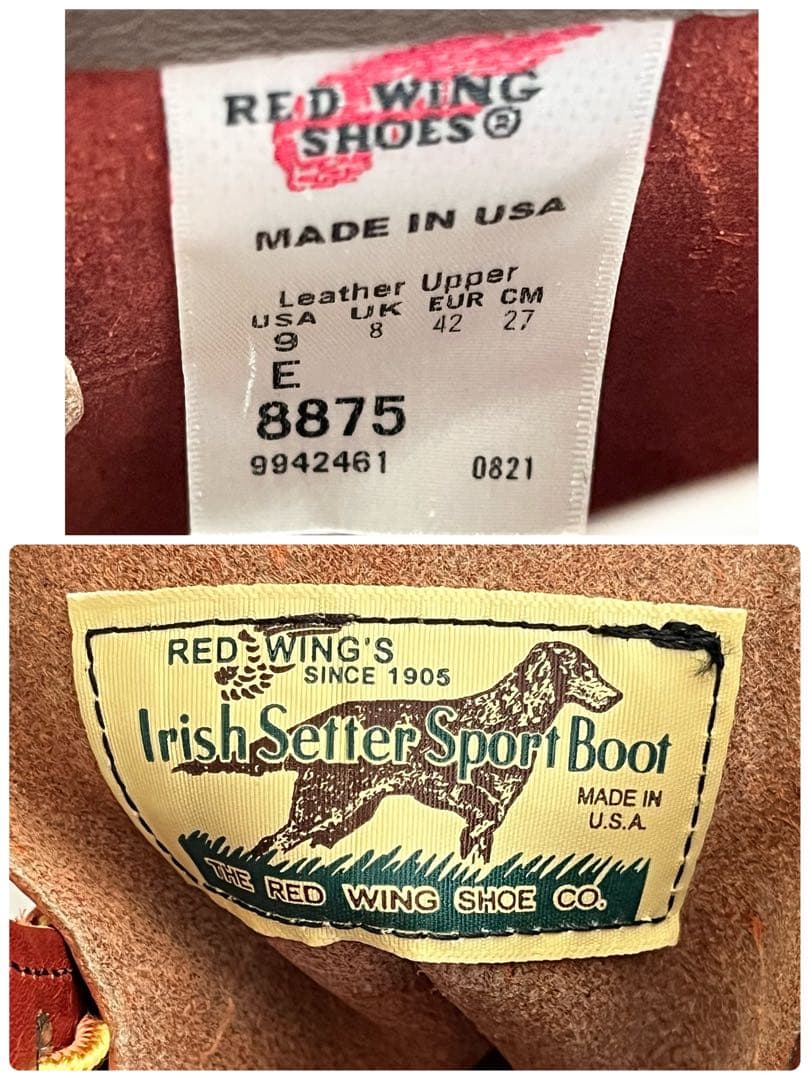 RED WING
SHOES®
MADE IN USA
Leather Upper
USA UK EUR CM
9 8 42 27
E
8875
9942461 0821
RED WING'S
SINCE 1905
Irish Setter Sport Boot
MADE IN
U.S.A.
THE RED WING SHOE CO.